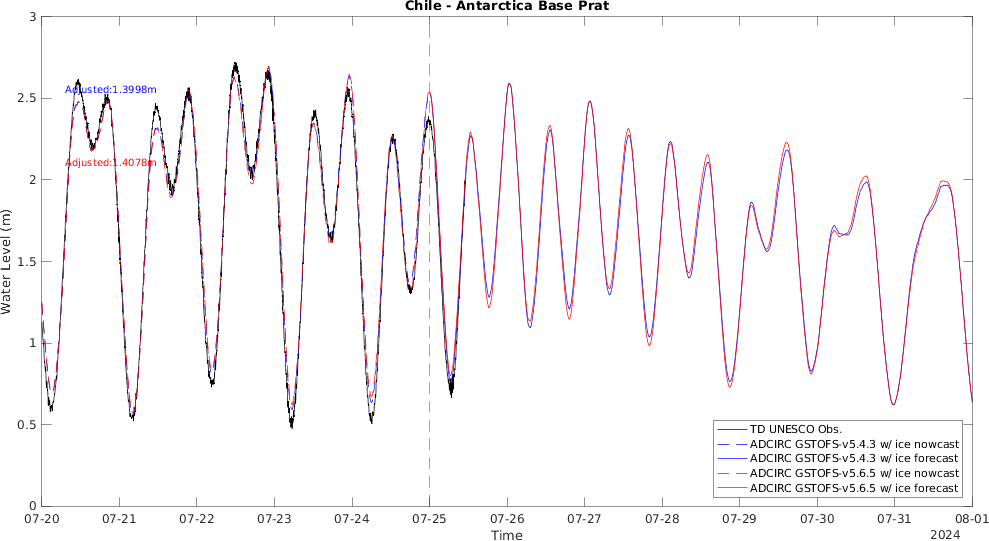 Chile - Antarctica Base Prat
3
2.5
2
1.5
1
0.5
0
Water Level (m)
Adjusted:1.3998m
Adjusted:1.4078m
TD UNESCO Obs.
ADCIRC GSTOFS-v5.4.3 w/ ice nowcast
ADCIRC GSTOFS-v5.4.3 w/ ice forecast
ADCIRC GSTOFS-v5.6.5 w/ ice nowcast
ADCIRC GSTOFS-v5.6.5 w/ ice forecast
07-20 07-21 07-22 07-23 07-24 07-25 07-26 07-27 07-28 07-29 07-30 07-31 08-01
Time
2024